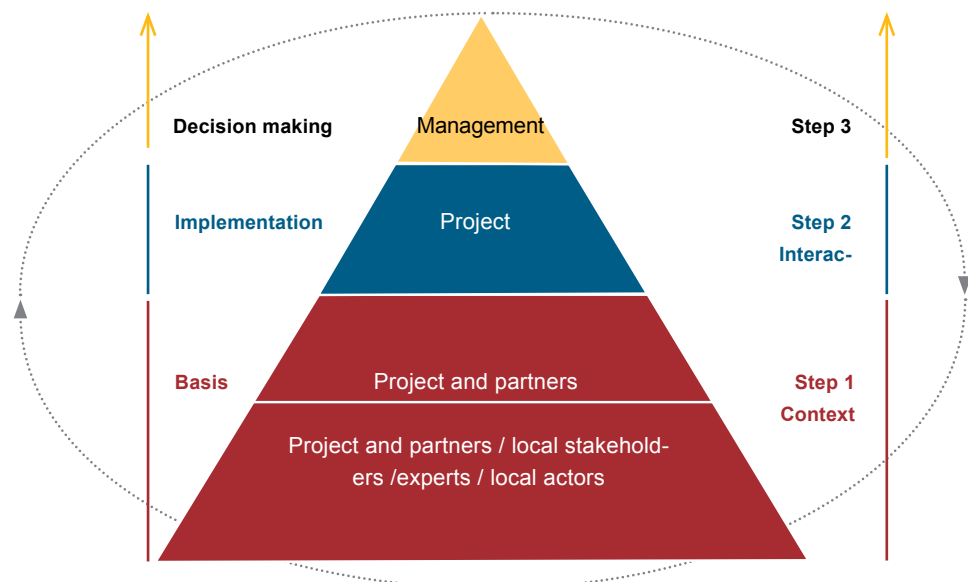 Decision making
Management
Step 3
Implementation
Project
Step 2
Interac-
Basis
Project and partners
Step 1
Context
Project and partners / local stakehold-
ers /experts / local actors